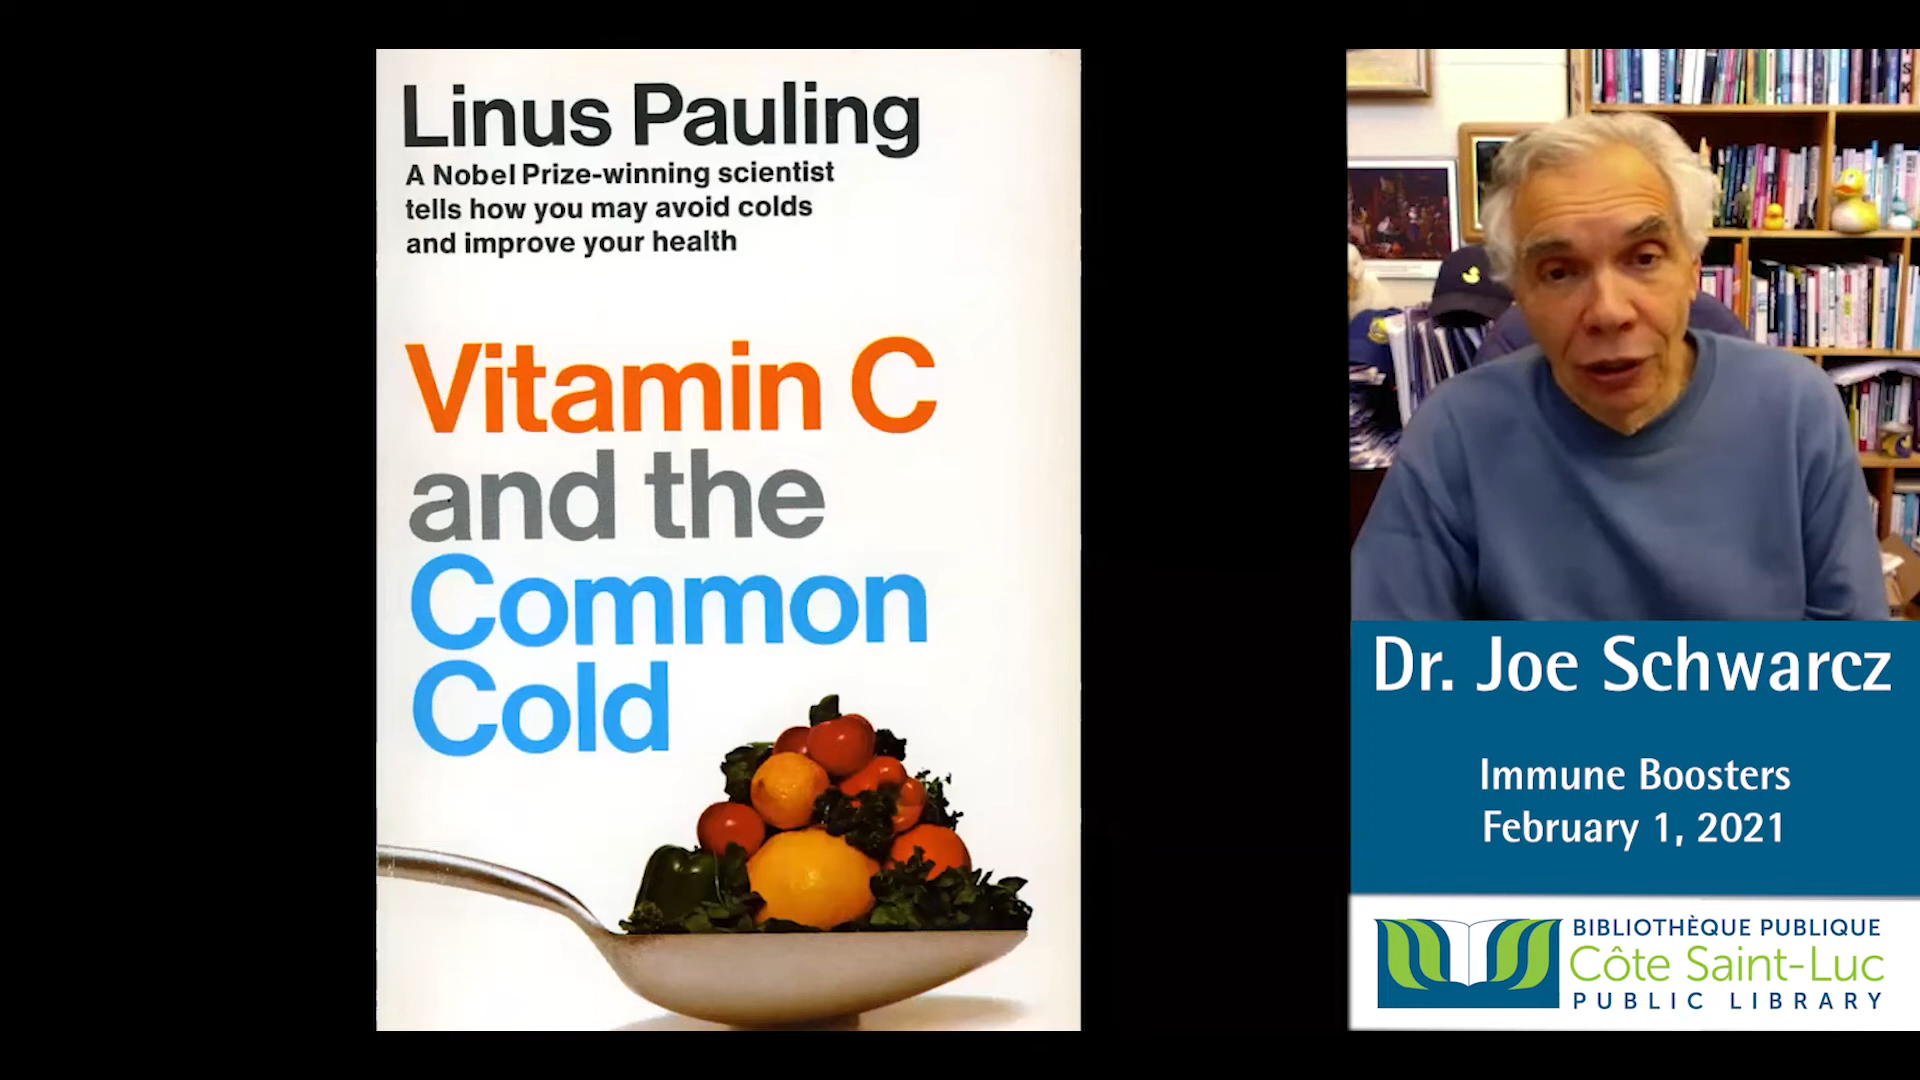 Linus Pauling
A Nobel Prize-winning scientist
tells how you may avoid colds
and improve your health
Vitamin C
and the
Common
Cold
Dr. Joe Schwarcz
Immune Boosters
February 1, 2021
BIBLIOTHÈQUE PUBLIQUE
Côte Saint-Luc
PUBLIC LIBRARY